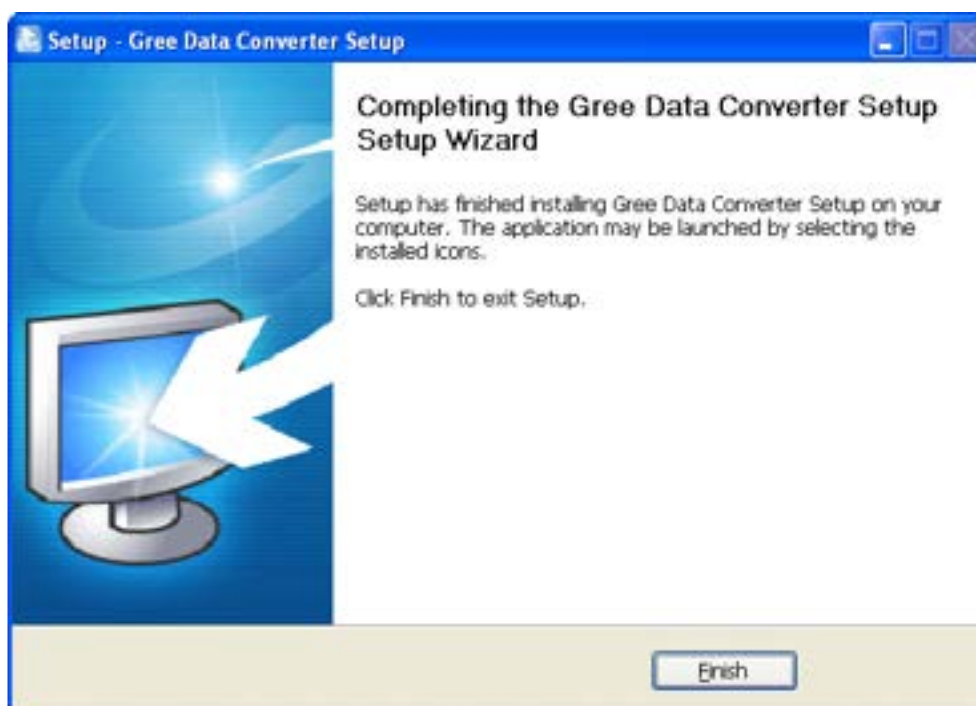 Setup - Gree Data Converter Setup
Completing the Gree Data Converter Setup
Setup Wizard
Setup has finished installing Gree Data Converter Setup on your
computer. The application may be launched by selecting the
installed icons.
Click Finish to exit Setup.
Finish